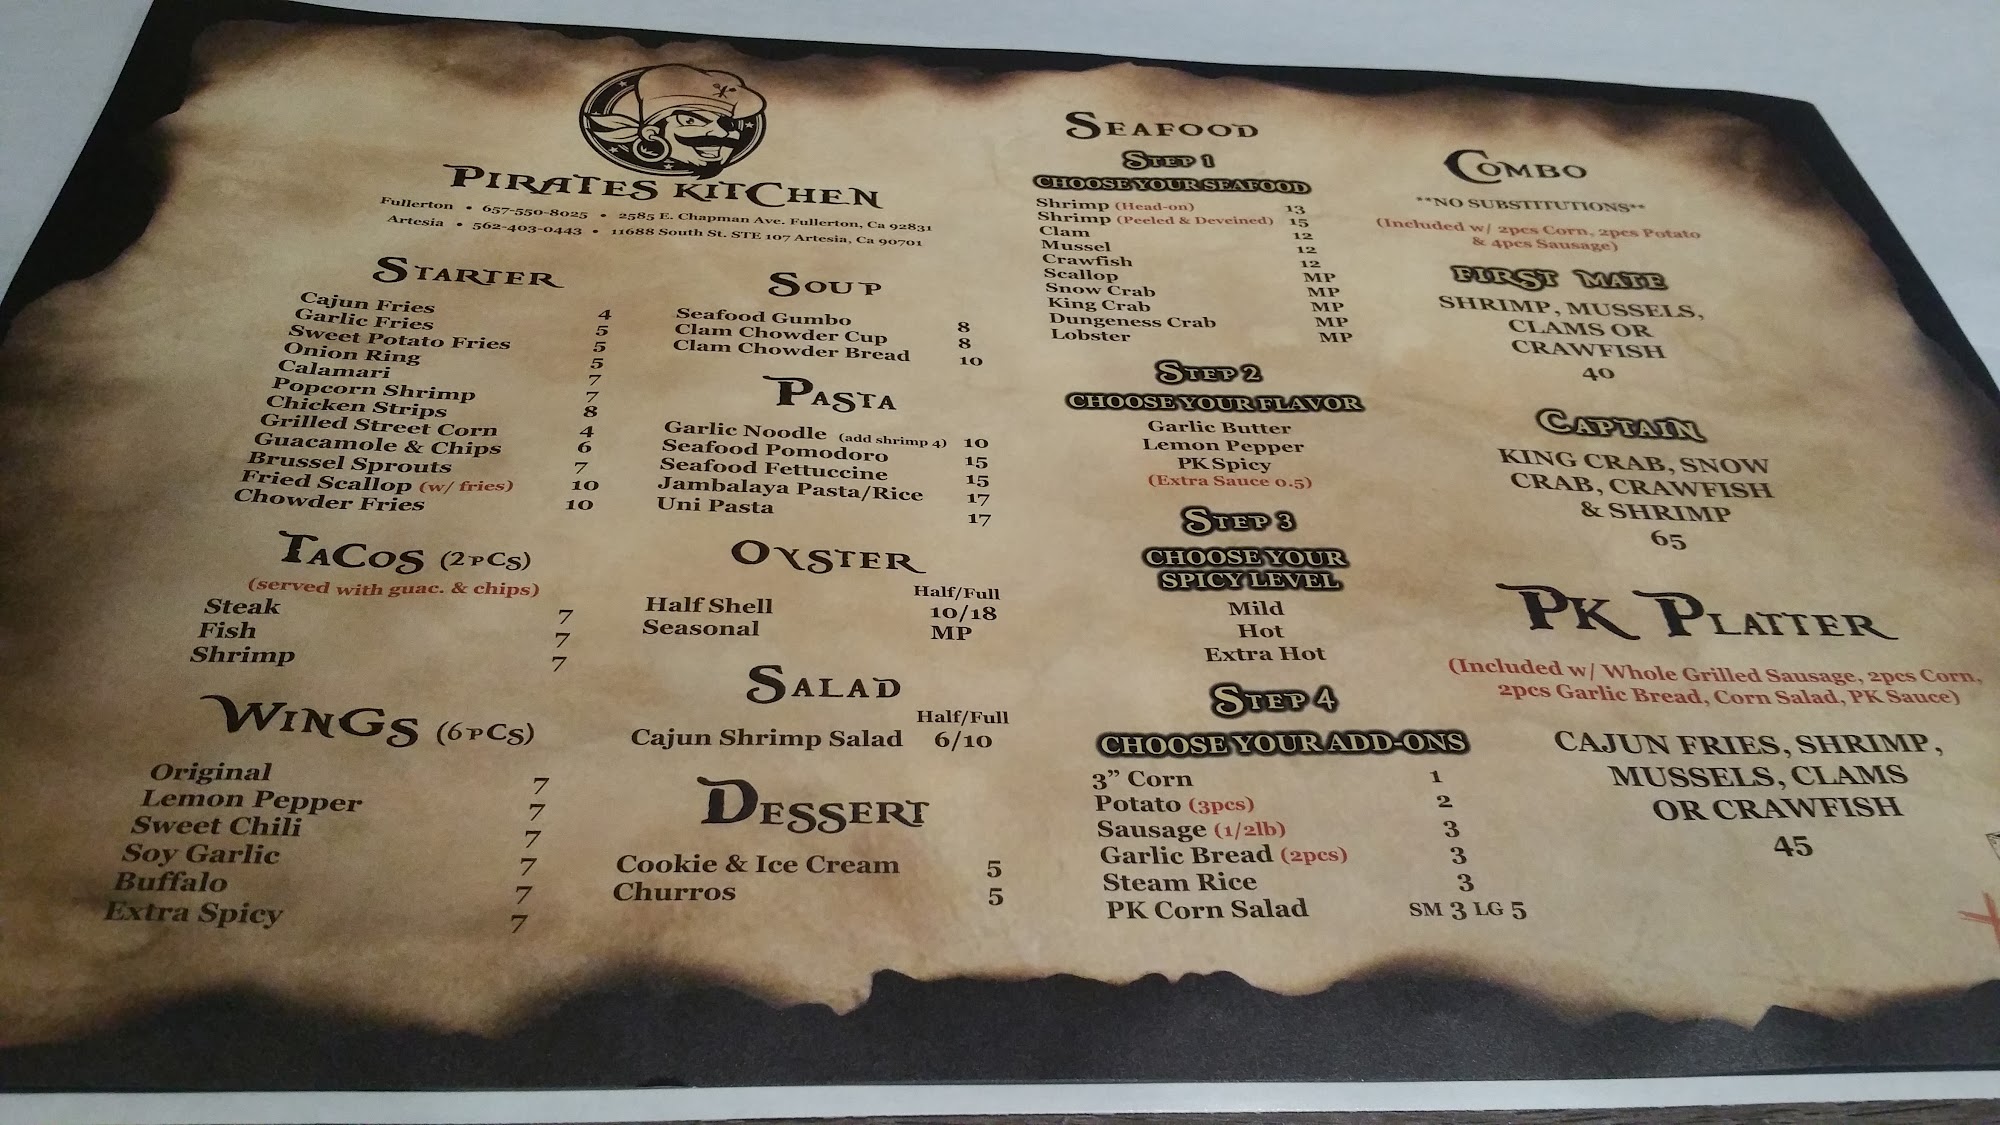 PIRATES KITCHEN
Fullerton • 657-550-8025 • 2585 E. Chapman Ave. Fullerton, Ca 92831
Artesia • 562-403-0443 • 11688 South St. STE 107 Artesia, Ca 90701
STARTER
Cajun Fries 4
Garlic Fries 5
Sweet Potato Fries 5
Onion Ring 5
Calamari 7
Popcorn Shrimp 7
Chicken Strips 8
Grilled Street Corn 4
Guacamole & Chips 6
Brussel Sprouts 7
Fried Scallop (w/ fries) 10
Chowder Fries 10
TACOS (2PCS)
(served with guac. & chips)
Steak 7
Fish 7
Shrimp 7
WINGS (6PCS)
Original 7
Lemon Pepper 7
Sweet Chili 7
Soy Garlic 7
Buffalo 7
Extra Spicy 7
SOUP
Seafood Gumbo 8
Clam Chowder Cup 8
Clam Chowder Bread 10
PASTA
Garlic Noodle (add shrimp 4) 10
Seafood Pomodoro 15
Seafood Fettuccine 15
Jambalaya Pasta/Rice 17
Uni Pasta 17
OYSTER
Half/Full
Half Shell 10/18
Seasonal MP
SALAD
Half/Full
Cajun Shrimp Salad 6/10
DESSERT
Cookie & Ice Cream 5
Churros 5
SEAFOOD
STEP 1
CHOOSE YOUR SEAFOOD
Shrimp (Head-on) 13
Shrimp (Peeled & Deveined) 15
Clam 12
Mussel 12
Crawfish 12
Scallop MP
Snow Crab MP
King Crab MP
Dungeness Crab MP
Lobster MP
STEP 2
CHOOSE YOUR FLAVOR
Garlic Butter
Lemon Pepper
PK Spicy
(Extra Sauce 0.5)
STEP 3
CHOOSE YOUR
SPICY LEVEL
Mild
Hot
Extra Hot
STEP 4
CHOOSE YOUR ADD-ONS
3" Corn 1
Potato (3pcs) 2
Sausage (1/2lb) 3
Garlic Bread (2pcs) 3
Steam Rice 3
PK Corn Salad SM 3 LG 5
COMBO
**NO SUBSTITUTIONS**
(Included w/ 2pcs Corn, 2pcs Potato
& 4pcs Sausage)
FIRST MATE
SHRIMP, MUSSELS,
CLAMS OR
CRAWFISH
40
CAPTAIN
KING CRAB, SNOW
CRAB, CRAWFISH
& SHRIMP
65
PK PLATTER
(Included w/ Whole Grilled Sausage, 2pcs Corn,
2pcs Garlic Bread, Corn Salad, PK Sauce)
CAJUN FRIES, SHRIMP,
MUSSELS, CLAMS
OR CRAWFISH
45